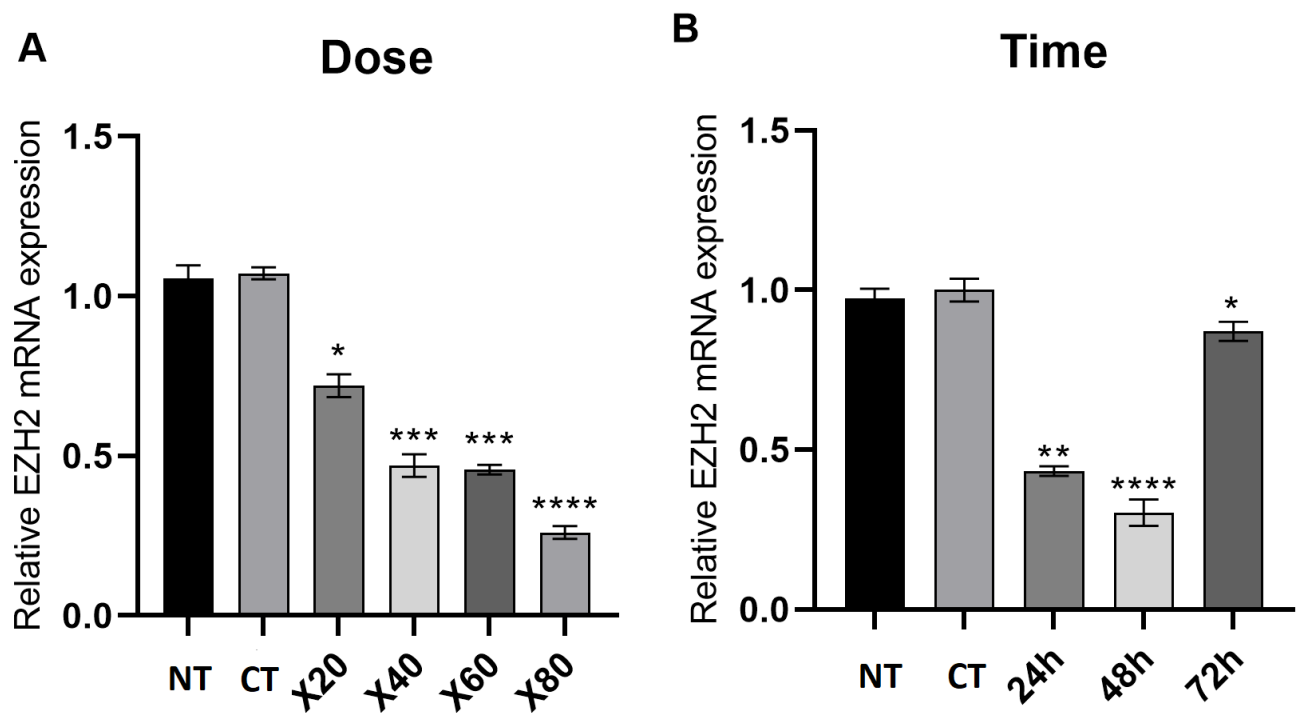 A
Dose
Relative EZH2 mRNA expression
1.5
1.0
0.5
0.0
*
***
***
****
NT CT X20 X40 X60 X80
B
Time
Relative EZH2 mRNA expression
1.5
1.0
0.5
0.0
**
****
*
NT CT 24h 48h 72h